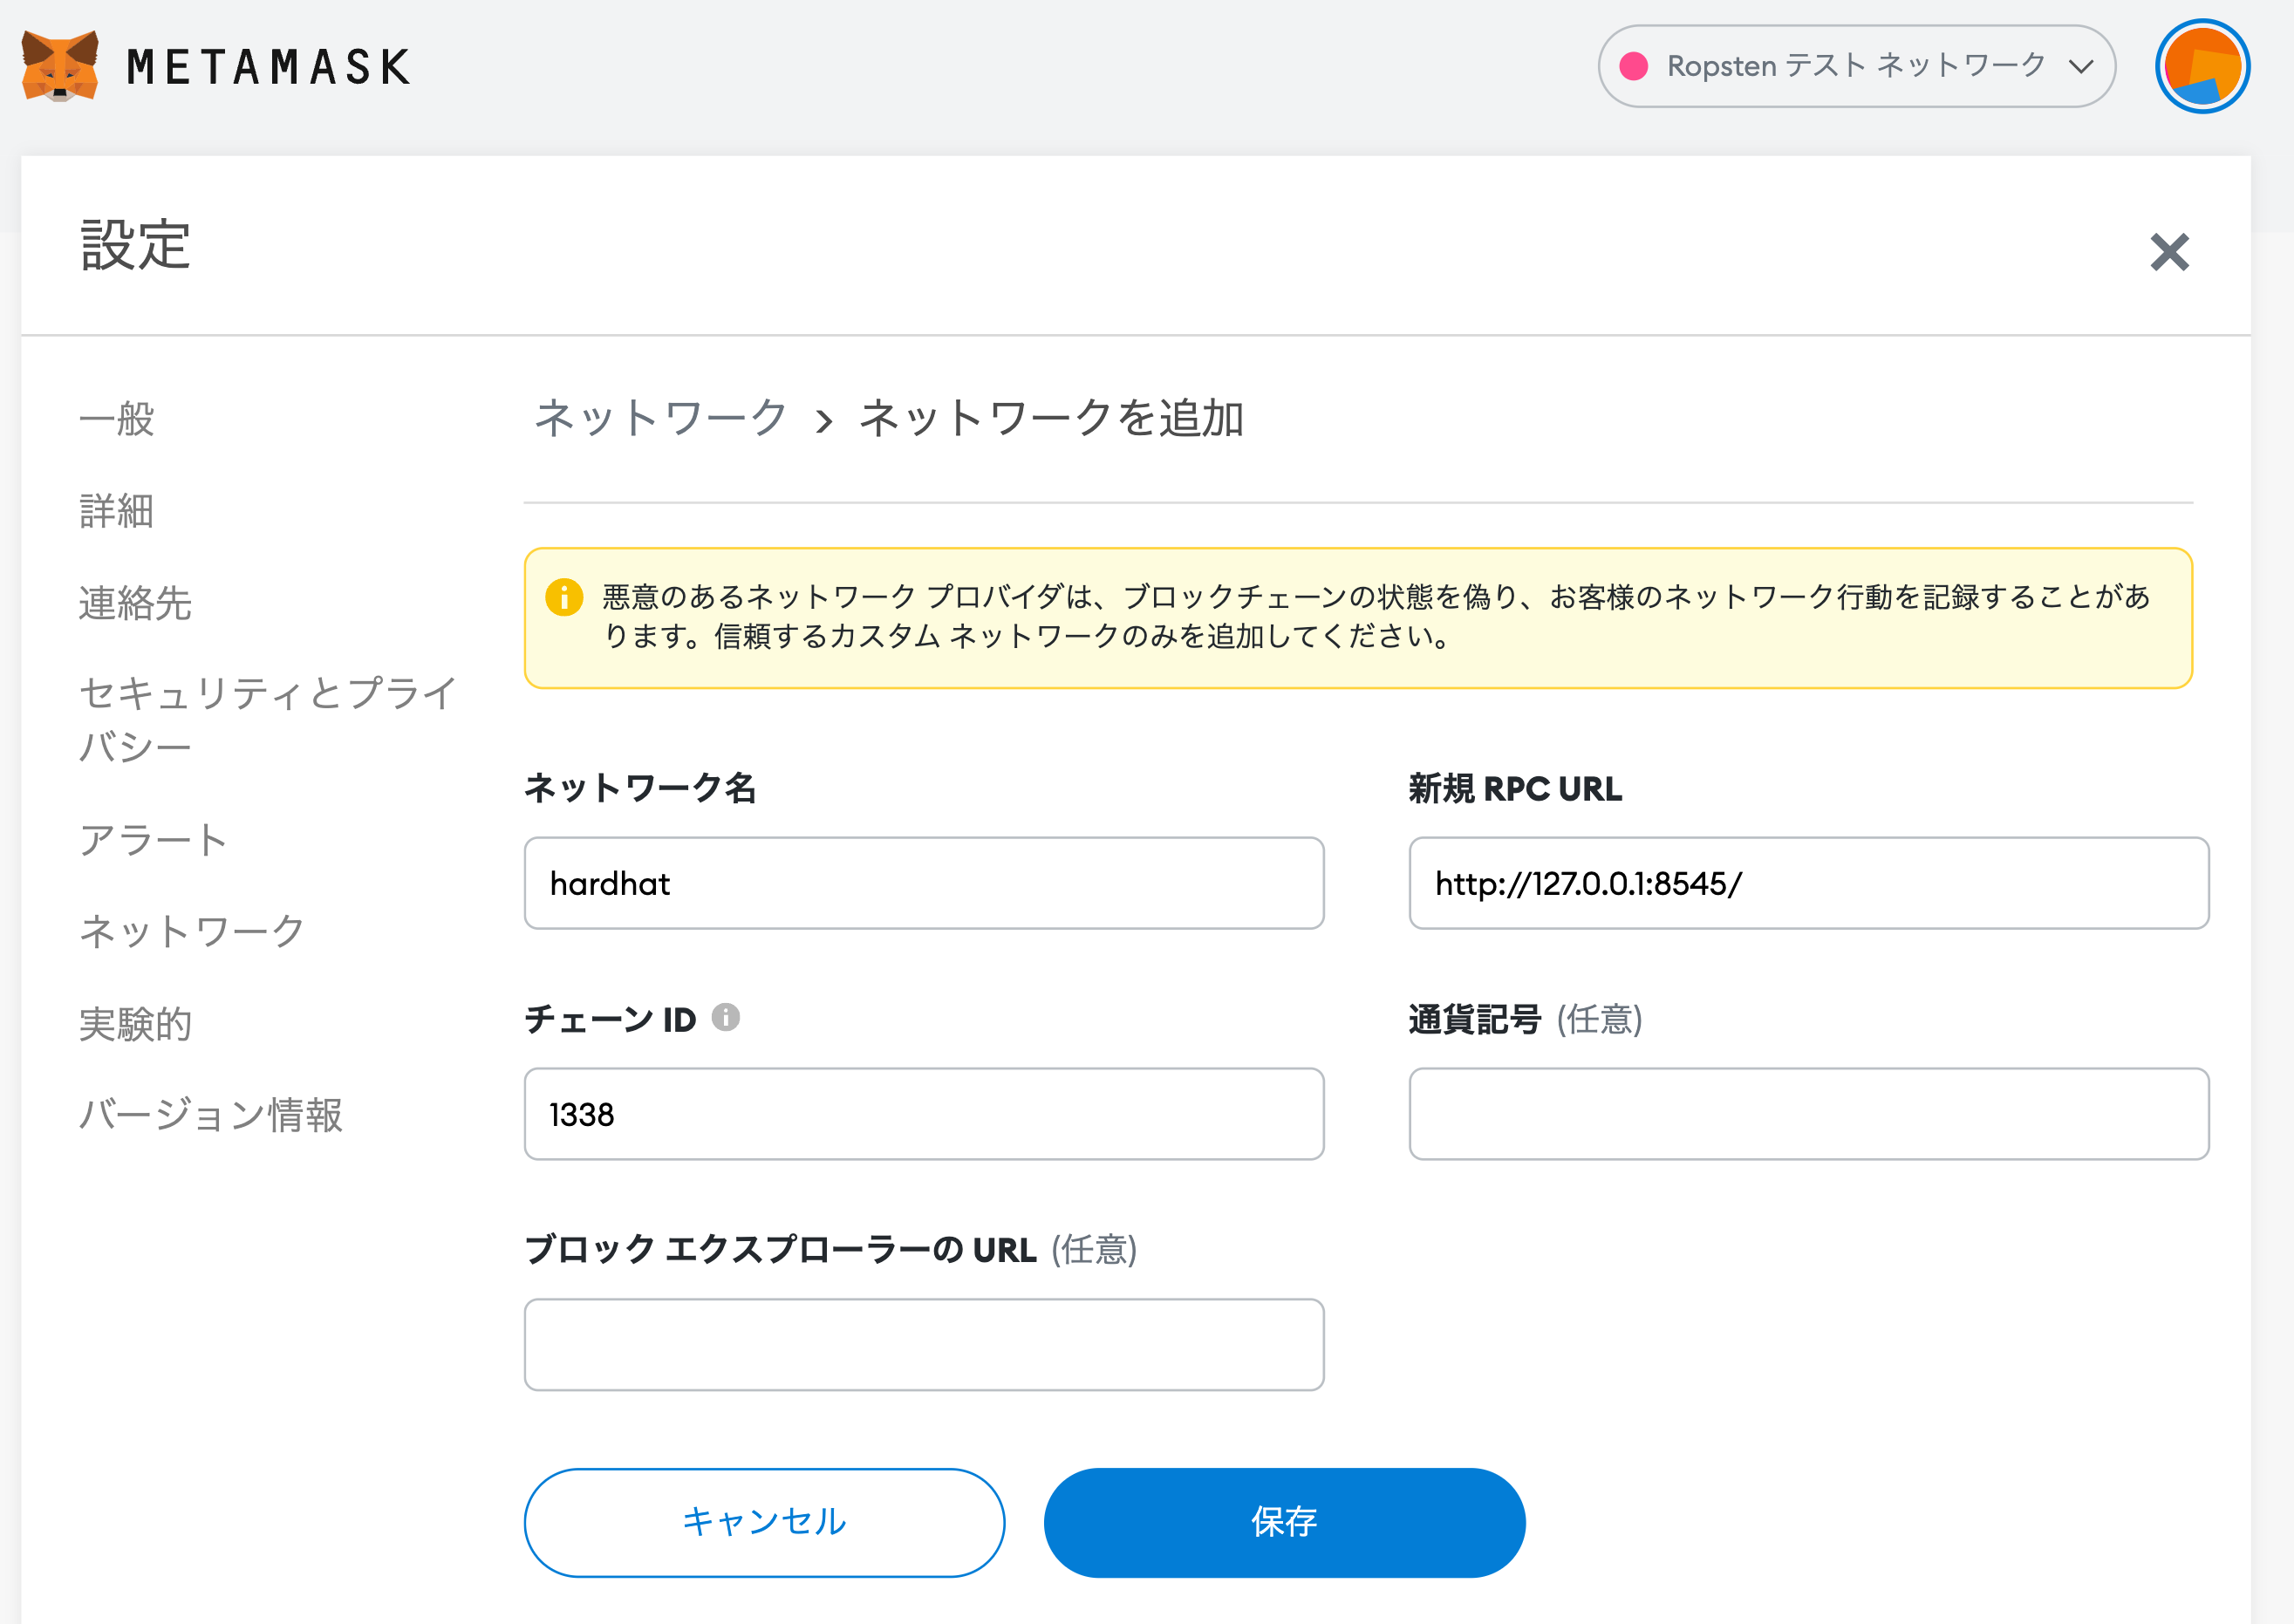 METAMASK
Ropsten テスト ネットワーク
設定
一般
詳細
連絡先
セキュリティとプライ
バシー
アラート
ネットワーク
実験的
バージョン情報
ネットワーク › ネットワークを追加
悪意のあるネットワーク プロバイダは、ブロックチェーンの状態を偽り、お客様のネットワーク行動を記録することがあ
ります。信頼するカスタム ネットワークのみを追加してください。
ネットワーク名
hardhat
新規 RPC URL
http://127.0.0.1:8545/
チェーン ID
1338
通貨記号 (任意)
ブロック エクスプローラーの URL (任意)
キャンセル
保存